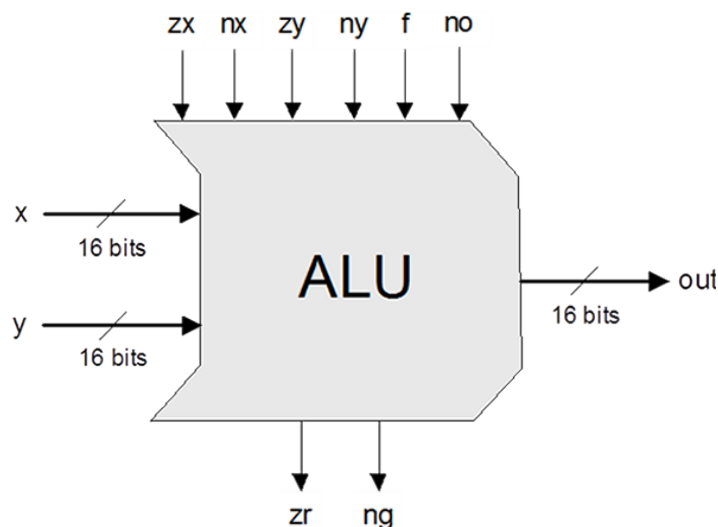 zx nx zy ny f no
x
16 bits
ALU
out
16 bits
y
16 bits
zr ng